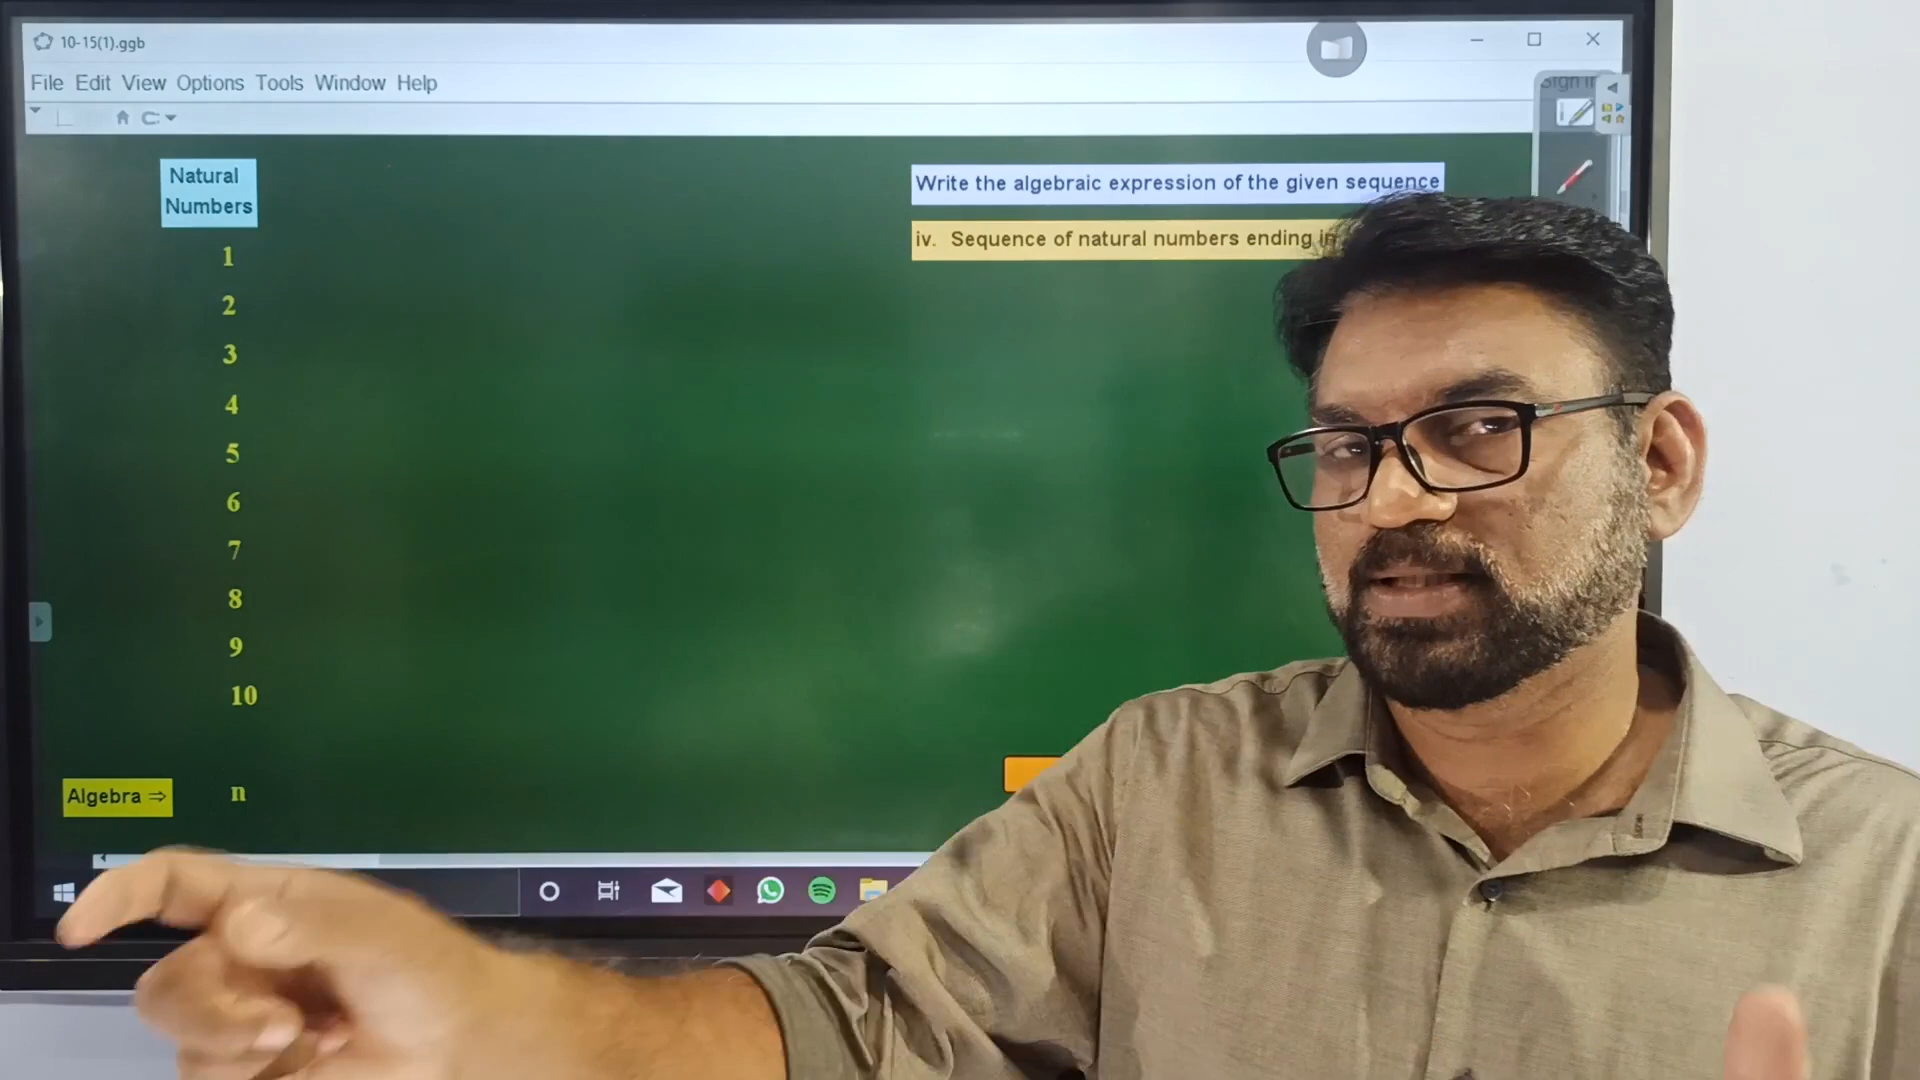 10-15(1).ggb
File Edit View Options Tools Window Help
Sign in
Natural
Numbers
1
2
3
4
5
6
7
8
9
10
Algebra ⇒ n
Write the algebraic expression of the given sequence
iv. Sequence of natural numbers ending in